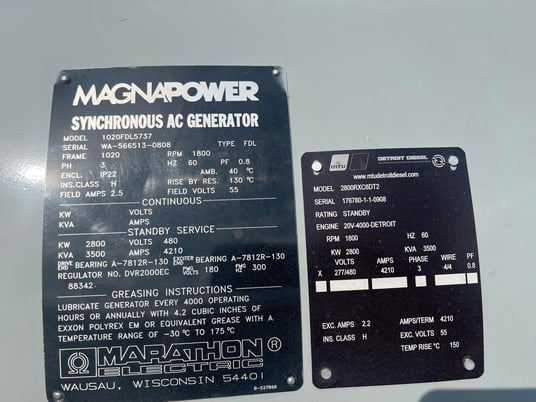 MAGNAPOWER
SYNCHRONOUS AC GENERATOR
MODEL 1020FDL5737
SERIAL WA-566513-0808 TYPE FDL
FRAME 1020 RPM 1800
PH 3 HZ 60 PF 0.8
ENCL. IP22 AMB. 40 °C
INS.CLASS H RISE BY RES. 130 °C
FIELD AMPS 2.5 FIELD VOLTS 55
CONTINUOUS
KW VOLTS
KVA AMPS
STANDBY SERVICE
KW 2800 VOLTS 480
KVA 3500 AMPS 4210
DRIVE END BEARING A-7812R-130 EXCITER END BEARING A-7812R-130
REGULATOR NO. DVR2000EC PMG VOLTS 180 PMG HZ 300
88342.
GREASING INSTRUCTIONS
LUBRICATE GENERATOR EVERY 4000 OPERATING
HOURS OR ANNUALLY WITH 4.2 CUBIC INCHES OF
EXXON POLYREX EM OR EQUIVALENT GREASE WITH A
TEMPERATURE RANGE OF -30°C TO 175°C
MARATHON
ELECTRIC
WAUSAU, WISCONSIN 54401
mtu DETROIT DIESEL
www.mtudetroitdiesel.com
MODEL 2800RXC6DT2
SERIAL 176780-1-1-0908
RATING STANDBY
ENGINE 20V-4000-DETROIT
RPM 1800 HZ 60
KW 2800 KVA 3500
VOLTS AMPS PHASE WIRE PF
X 277/480 4210 3 4/4 0.8
EXC. AMPS 2.2 AMPS/TERM 4210
INS. CLASS H EXC. VOLTS 55
TEMP RISE °C 150